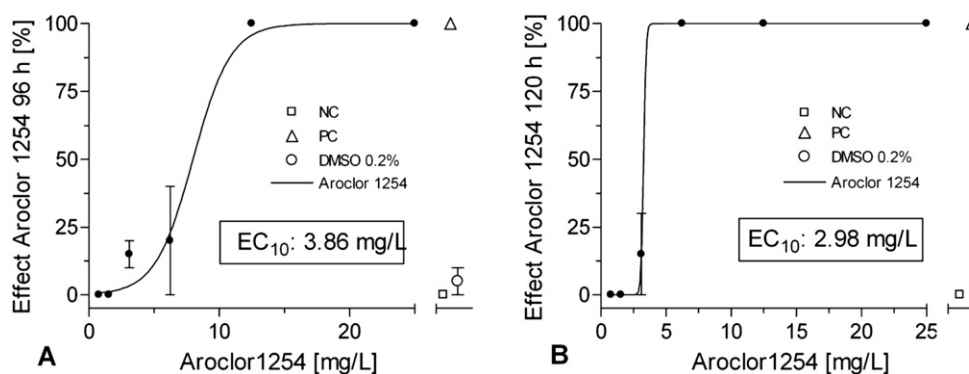 Effect Aroclor 1254 96 h [%]
100
75
50
25
0
0
10
20
Aroclor1254 [mg/L]
NC
PC
DMSO 0.2%
Aroclor 1254
EC10: 3.86 mg/L
A
Effect Aroclor 1254 120 h [%]
100
75
50
25
0
0
5
10
15
20
25
Aroclor1254 [mg/L]
NC
PC
DMSO 0.2%
Aroclor 1254
EC10: 2.98 mg/L
B